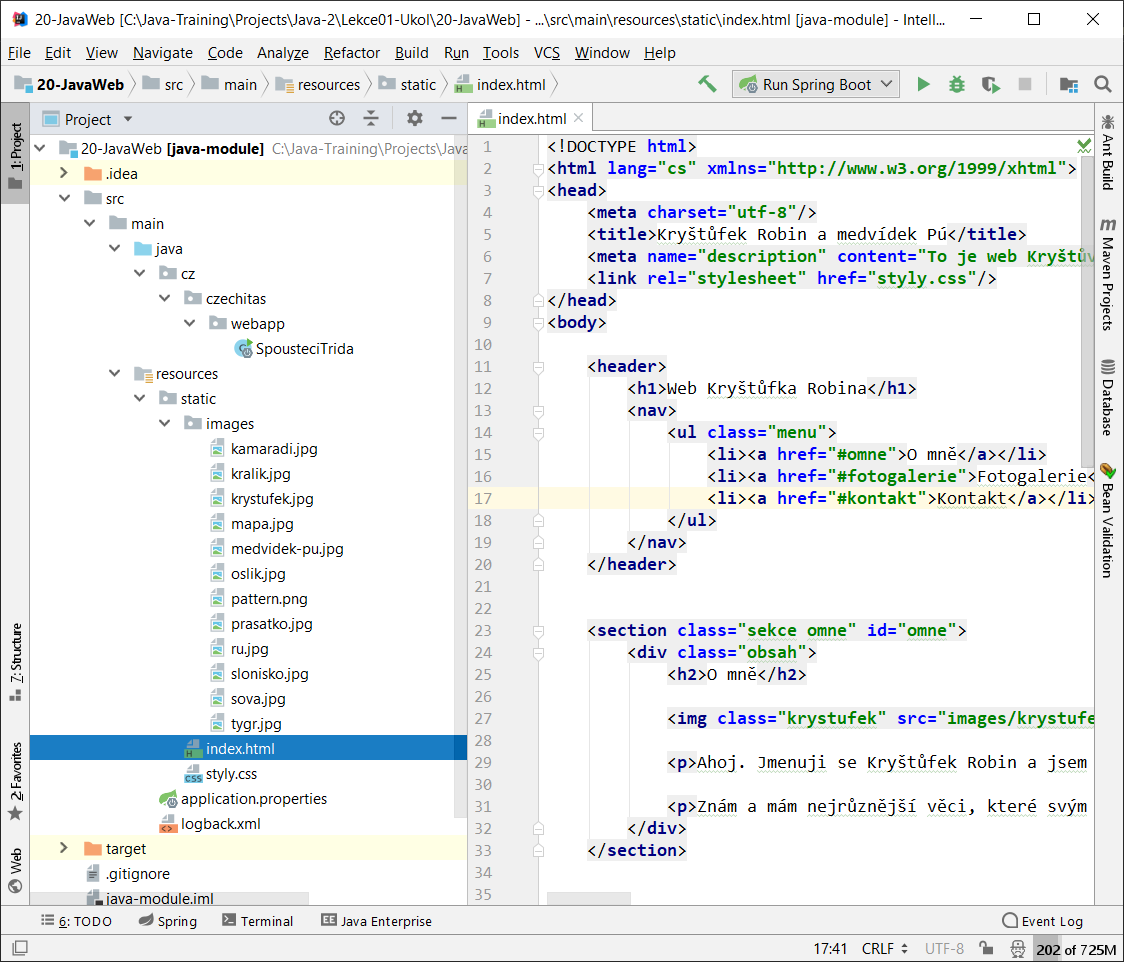 20-JavaWeb [C:\Java-Training\Projects\Java-2\Lekce01-Ukol\20-JavaWeb] - ...\src\main\resources\static\index.html [java-module] - Intell...
File Edit View Navigate Code Analyze Refactor Build Run Tools VCS Window Help
20-JavaWeb src main resources static index.html Run Spring Boot
Project
index.html
1: Project
7: Structure
2: Favorites
Web
20-JavaWeb [java-module] C:\Java-Training\Projects\Java
.idea
src
main
java
cz
czechitas
webapp
SpousteciTrida
resources
static
images
kamaradi.jpg
kralik.jpg
krystufek.jpg
mapa.jpg
medvidek-pu.jpg
oslik.jpg
pattern.png
prasatko.jpg
ru.jpg
slonisko.jpg
sova.jpg
tygr.jpg
index.html
styly.css
application.properties
logback.xml
target
.gitignore
java-module.iml
1 <!DOCTYPE html>
2 <html lang="cs" xmlns="http://www.w3.org/1999/xhtml">
3 <head>
4 <meta charset="utf-8"/>
5 <title>Kryštůfek Robin a medvídek Pú</title>
6 <meta name="description" content="To je web Kryštův
7 <link rel="stylesheet" href="styly.css"/>
8 </head>
9 <body>
10
11 <header>
12 <h1>Web Kryštůfka Robina</h1>
13 <nav>
14 <ul class="menu">
15 <li><a href="#omne">O mně</a></li>
16 <li><a href="#fotogalerie">Fotogalerie<
17 <li><a href="#kontakt">Kontakt</a></li>
18 </ul>
19 </nav>
20 </header>
21
22
23 <section class="sekce omne" id="omne">
24 <div class="obsah">
25 <h2>O mně</h2>
26
27 <img class="krystufek" src="images/krystufe
28
29 <p>Ahoj. Jmenuji se Kryštůfek Robin a jsem
30
31 <p>Znám a mám nejrůznější věci, které svým
32 </div>
33 </section>
34
35
Ant Build
Maven Projects
Database
Bean Validation
6: TODO Spring Terminal Java Enterprise Event Log
17:41 CRLF UTF-8 202 of 725M